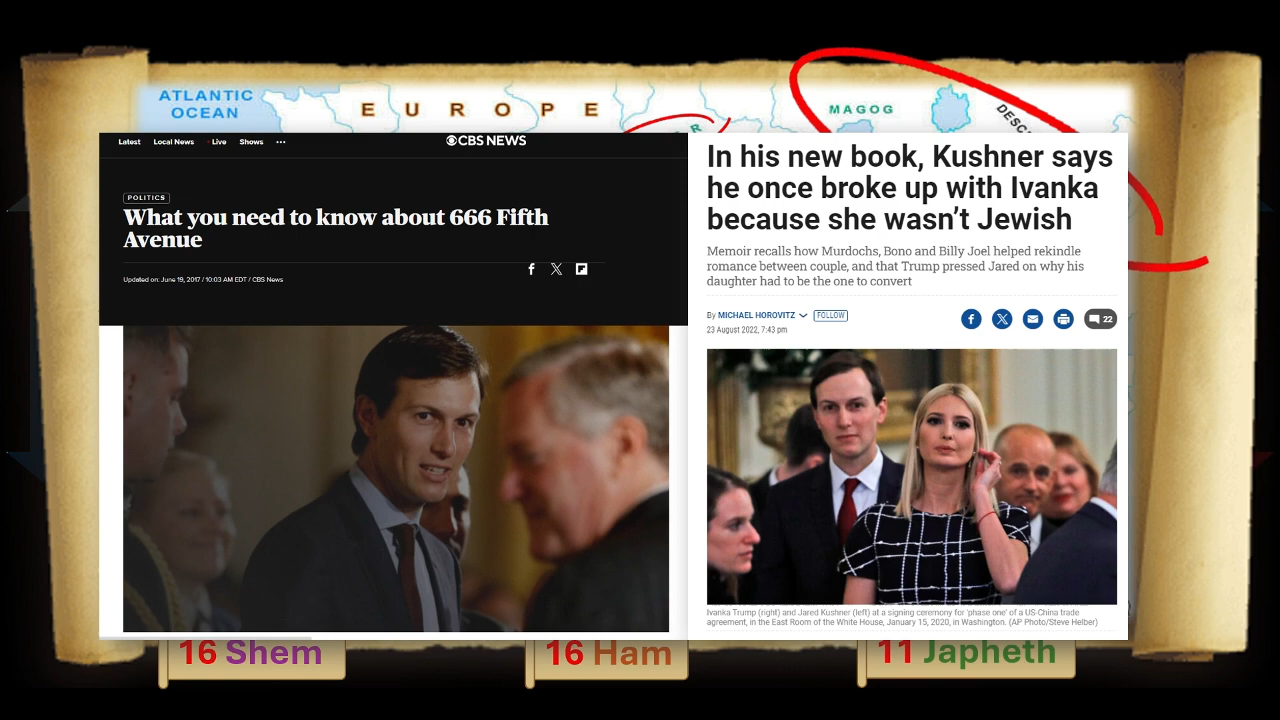 ATLANTIC
OCEAN
EUROPE
MAGOG
R
DESC
Latest Local News Live Shows ...
CBS NEWS
POLITICS
What you need to know about 666 Fifth
Avenue
Updated on: June 19, 2017 / 10:03 AM EDT / CBS News
In his new book, Kushner says
he once broke up with Ivanka
because she wasn't Jewish
Memoir recalls how Murdochs, Bono and Billy Joel helped rekindle
romance between couple, and that Trump pressed Jared on why his
daughter had to be the one to convert
By MICHAEL HOROVITZ FOLLOW
23 August 2022, 7:43 pm
22
Ivanka Trump (right) and Jared Kushner (left) at a signing ceremony for 'phase one' of a US-China trade
agreement, in the East Room of the White House, January 15, 2020, in Washington. (AP Photo/Steve Helber)
16 Shem
16 Ham
11 Japheth